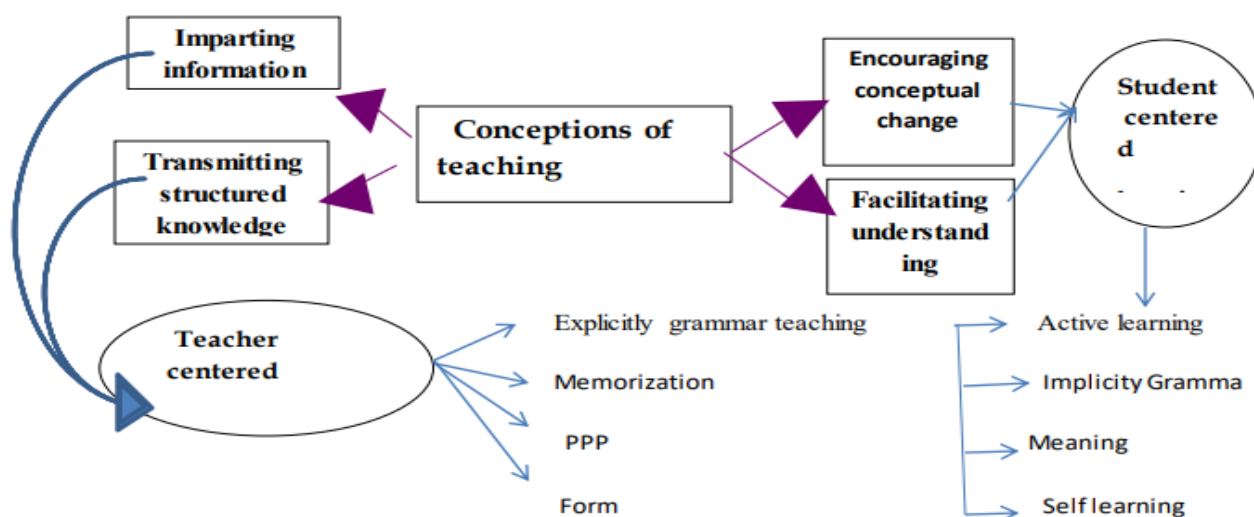 Imparting
information
Transmitting
structured
knowledge
Conceptions of
teaching
Encouraging
conceptual
change
Facilitating
understand
ing
Student
centere
d
Teacher
centered
Explicitly grammar teaching
Memorization
PPP
Form
Active learning
Implicity Gramma
Meaning
Self learning